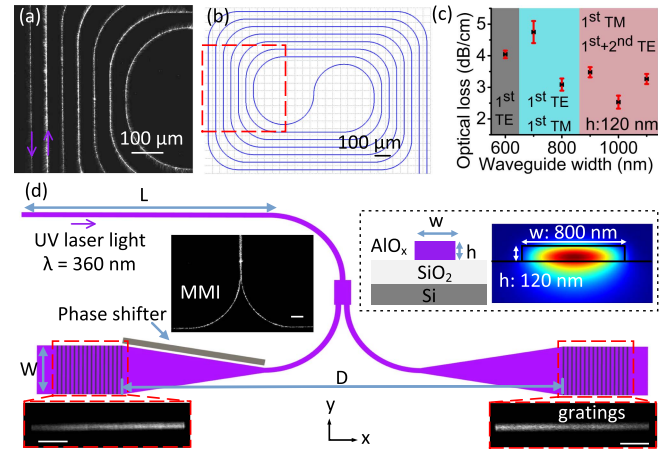 (a)
100 µm
(b)
100 µm
(c)
Optical loss (dB/cm)
5
4
3
2
1st TM
1st+2nd TE
1st
TE
1st TE
1st TM
h:120 nm
600
800
1000
Waveguide width (nm)
(d)
L
UV laser light
λ = 360 nm
MMI
Phase shifter
w
AlOx
h
SiO2
Si
w: 800 nm
h: 120 nm
W
D
gratings
y
x